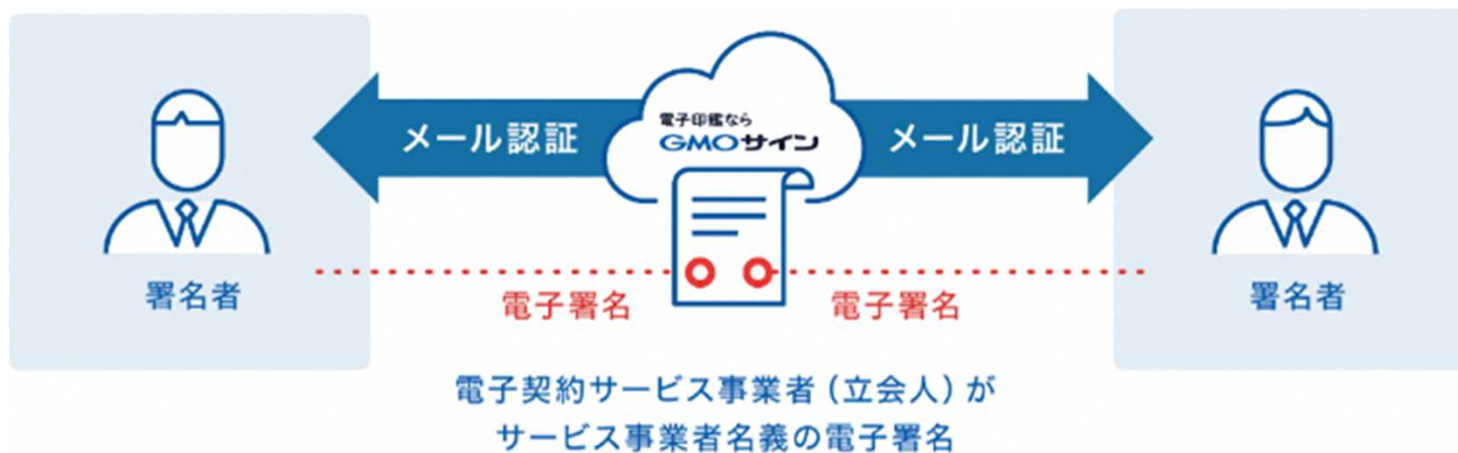 メール認証
電子印鑑なら
GMOサイン
メール認証
署名者
電子署名
電子署名
署名者
電子契約サービス事業者(立会人)が
サービス事業者名義の電子署名